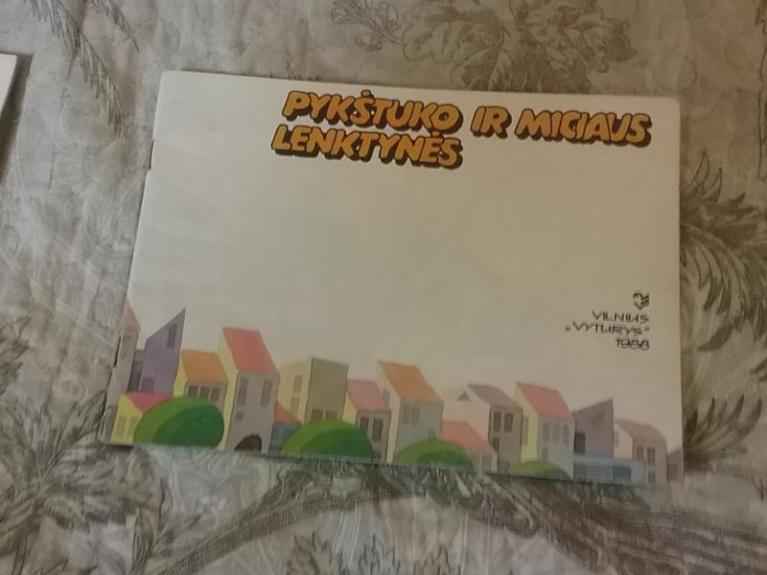 PYKŠTUKO IR MICIAUS
LENKTYNĖS
VILNIUS
„VYTURYS“
1988